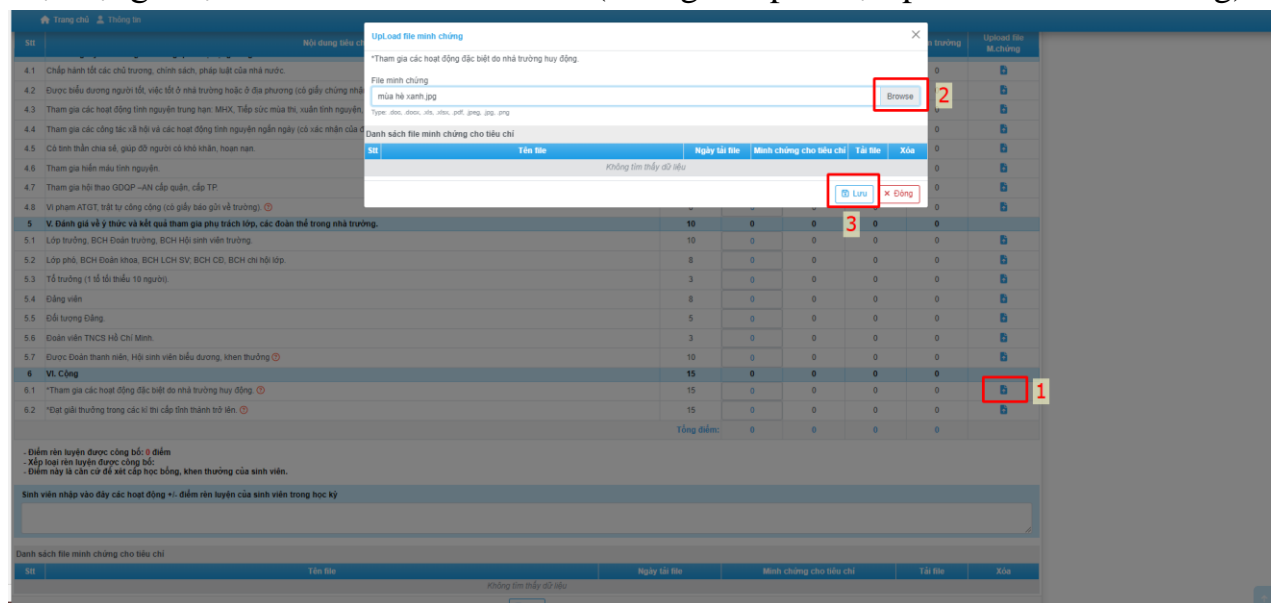 Trang chủ Thông tin
UpLoad file minh chứng
*Tham gia các hoạt động đặc biệt do nhà trường huy động.
File minh chứng
mùa hè xanh.jpg Browse 2
Type: .doc, .docx, .xls, .xlsx, .pdf, .jpeg, .jpg, .png
Danh sách file minh chứng cho tiêu chí
Stt Tên file Ngày tải file Minh chứng cho tiêu chí Tải file Xóa
Không tìm thấy dữ liệu
Lưu Đóng
3
Stt Nội dung tiêu trường Upload file M.chứng
4.1 Chấp hành tốt các chủ trương, chính sách, pháp luật của nhà nước. 0
4.2 Được biểu dương người tốt, việc tốt ở nhà trường hoặc ở địa phương (có giấy chứng
4.3 Tham gia các hoạt động tình nguyện trung hạn: MHX, Tiếp sức mùa thi, xuân tình nguyện,
4.4 Tham gia các công tác xã hội và các hoạt động tình nguyện ngắn ngày (có xác nhận của 0
4.5 Có tinh thần chia sẻ, giúp đỡ người có khó khăn, hoạn nạn. 0
4.6 Tham gia hiến máu tình nguyện. 0
4.7 Tham gia hội thao GDQP –AN cấp quận, cấp TP. 0
4.8 Vi phạm ATGT, trật tự công cộng (có giấy báo gửi về trường). 0
5 V. Đánh giá về ý thức và kết quả tham gia phụ trách lớp, các đoàn thể trong nhà trường. 10 0 0 0 0
5.1 Lớp trưởng, BCH Đoàn trường, BCH Hội sinh viên trường. 10 0 0 0 0
5.2 Lớp phó, BCH Đoàn khoa, BCH LCH SV; BCH CĐ, BCH chi hội lớp. 8 0 0 0 0
5.3 Tổ trưởng (1 tổ tối thiểu 10 người). 3 0 0 0 0
5.4 Đảng viên 8 0 0 0 0
5.5 Đối tượng Đảng. 5 0 0 0 0
5.6 Đoàn viên TNCS Hồ Chí Minh. 3 0 0 0 0
5.7 Được Đoàn thanh niên, Hội sinh viên biểu dương, khen thưởng 10 0 0 0 0
6 VI. Cộng 15 0 0 0 0
6.1 *Tham gia các hoạt động đặc biệt do nhà trường huy động. 15 0 0 0 0 1
6.2 *Đạt giải thưởng trong các kì thi cấp tỉnh thành trở lên. 15 0 0 0 0
Tổng điểm: 0 0 0 0
- Điểm rèn luyện được công bố: 0 điểm
- Xếp loại rèn luyện được công bố:
- Điểm này là căn cứ để xét cấp học bổng, khen thưởng của sinh viên.
Sinh viên nhập vào đây các hoạt động +/- điểm rèn luyện của sinh viên trong học kỳ
Danh sách file minh chứng cho tiêu chí
Stt Tên file Ngày tải file Minh chứng cho tiêu chí Tải file Xóa
Không tìm thấy dữ liệu